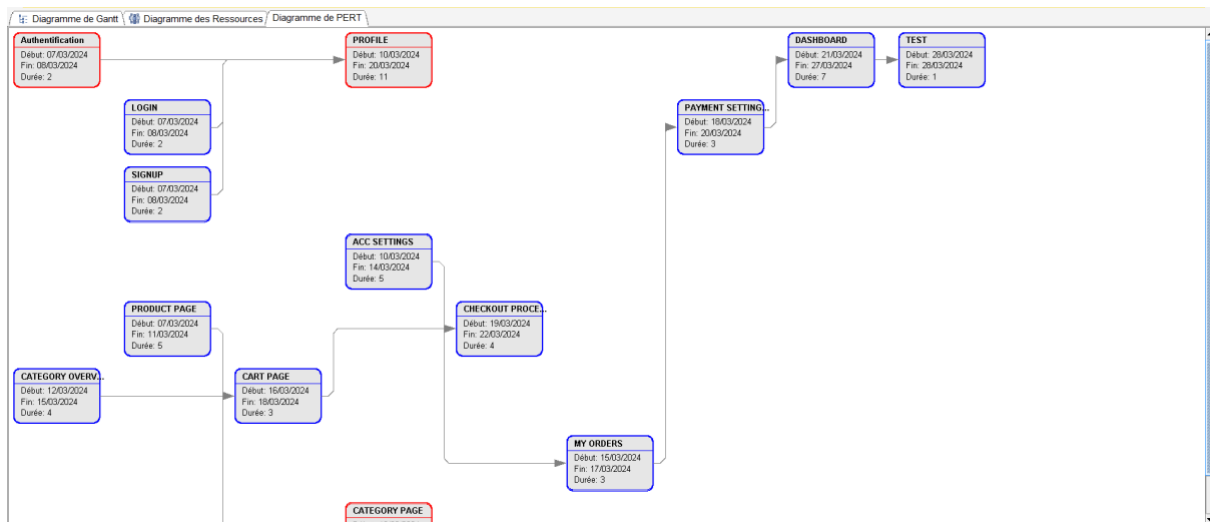 Diagramme de Gantt
Diagramme des Ressources
Diagramme de PERT
Authentification
Début: 07/03/2024
Fin: 08/03/2024
Durée: 2
PROFILE
Début: 10/03/2024
Fin: 20/03/2024
Durée: 11
DASHBOARD
Début: 21/03/2024
Fin: 27/03/2024
Durée: 7
TEST
Début: 28/03/2024
Fin: 28/03/2024
Durée: 1
LOGIN
Début: 07/03/2024
Fin: 08/03/2024
Durée: 2
PAYMENT SETTING...
Début: 18/03/2024
Fin: 20/03/2024
Durée: 3
SIGNUP
Début: 07/03/2024
Fin: 08/03/2024
Durée: 2
ACC SETTINGS
Début: 10/03/2024
Fin: 14/03/2024
Durée: 5
PRODUCT PAGE
Début: 07/03/2024
Fin: 11/03/2024
Durée: 5
CHECKOUT PROCE...
Début: 19/03/2024
Fin: 22/03/2024
Durée: 4
CATEGORY OVERV...
Début: 12/03/2024
Fin: 15/03/2024
Durée: 4
CART PAGE
Début: 16/03/2024
Fin: 18/03/2024
Durée: 3
MY ORDERS
Début: 15/03/2024
Fin: 17/03/2024
Durée: 3
CATEGORY PAGE